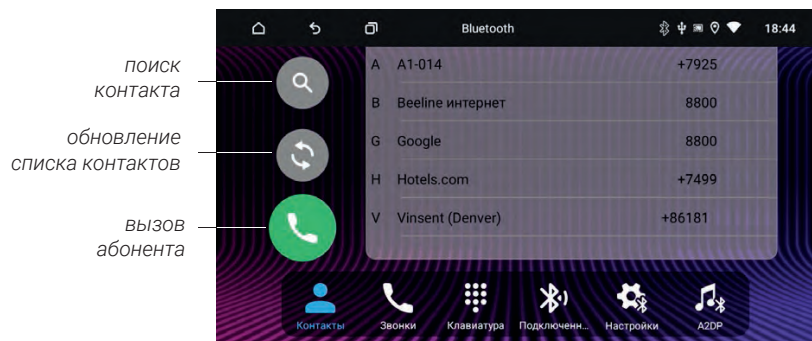 Bluetooth
18:44
поиск
контакта
обновление
списка контактов
вызов
абонента
A A1-014 +7925
B Beeline интернет 8800
G Google 8800
H Hotels.com +7499
V Vinsent (Denver) +86181
Контакты
Звонки
Клавиатура
Подключенн...
Настройки
A2DP